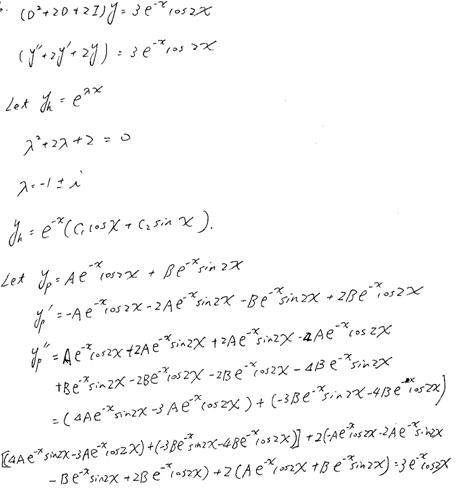 (D²+2D+2I)y = 3e^{-x}cos2x
(y''+2y'+2y) = 3e^{-x}cos2x
Let y_h = e^{λx}
λ²+2λ+2 = 0
λ = -1 ± i
y_h = e^{-x}(C₁cosx + C₂sinx).
Let y_p = Ae^{-x}cos2x + Be^{-x}sin2x
y_p' = -Ae^{-x}cos2x - 2Ae^{-x}sin2x - Be^{-x}sin2x + 2Be^{-x}cos2x
y_p'' = Ae^{-x}cos2x + 2Ae^{-x}sin2x + 2Ae^{-x}sin2x - 4Ae^{-x}cos2x
+Be^{-x}sin2x - 2Be^{-x}cos2x - 2Be^{-x}cos2x - 4Be^{-x}sin2x
= (4Ae^{-x}sin2x - 3Ae^{-x}cos2x) + (-3Be^{-x}sin2x - 4Be^{-x}cos2x)
[(4Ae^{-x}sin2x - 3Ae^{-x}cos2x) + (-3Be^{-x}sin2x - 4Be^{-x}cos2x)] + 2(-Ae^{-x}cos2x - 2Ae^{-x}sin2x
- Be^{-x}sin2x + 2Be^{-x}cos2x) + 2(Ae^{-x}cos2x + Be^{-x}sin2x) = 3e^{-x}cos2x